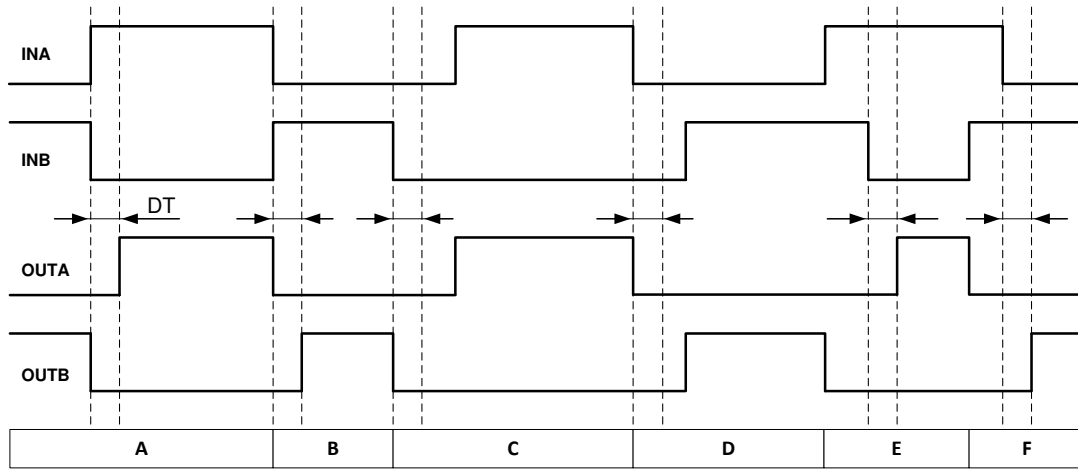 INA
INB
DT
OUTA
OUTB
A B C D E F